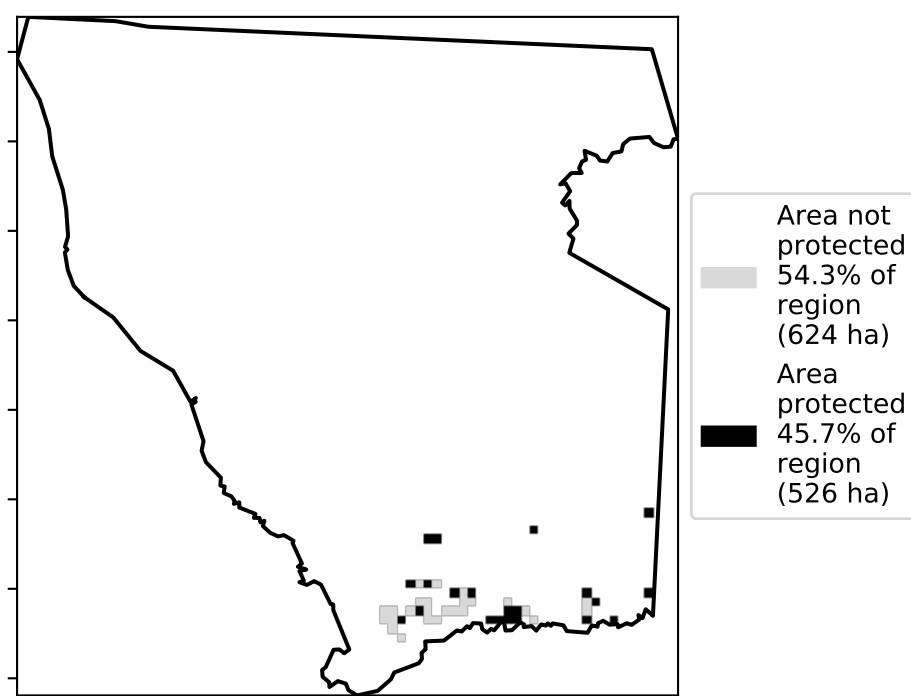 Area not
protected
54.3% of
region
(624 ha)
Area
protected
45.7% of
region
(526 ha)